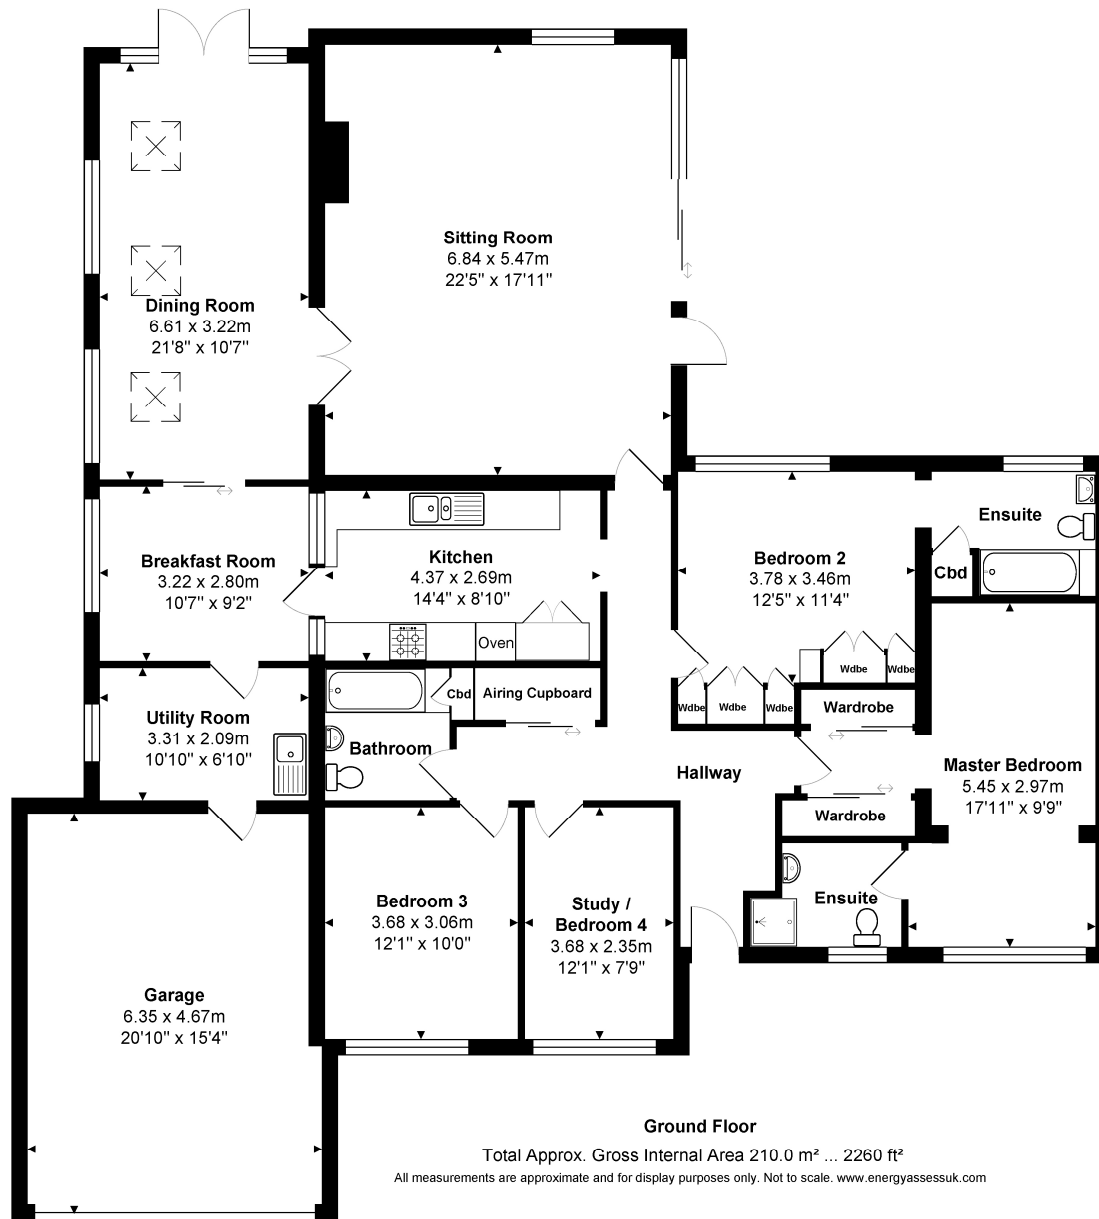 Sitting Room
6.84 x 5.47m
22'5" x 17'11"
Dining Room
6.61 x 3.22m
21'8" x 10'7"
Breakfast Room
3.22 x 2.80m
10'7" x 9'2"
Kitchen
4.37 x 2.69m
14'4" x 8'10"
Oven
Bedroom 2
3.78 x 3.46m
12'5" x 11'4"
Ensuite
Cbd
Wdbe
Wdbe
Wdbe
Wdbe
Wdbe
Cbd
Airing Cupboard
Utility Room
3.31 x 2.09m
10'10" x 6'10"
Bathroom
Hallway
Wardrobe
Wardrobe
Master Bedroom
5.45 x 2.97m
17'11" x 9'9"
Ensuite
Bedroom 3
3.68 x 3.06m
12'1" x 10'0"
Study /
Bedroom 4
3.68 x 2.35m
12'1" x 7'9"
Garage
6.35 x 4.67m
20'10" x 15'4"
Ground Floor
Total Approx. Gross Internal Area 210.0 m² ... 2260 ft²
All measurements are approximate and for display purposes only. Not to scale. www.energyassessuk.com